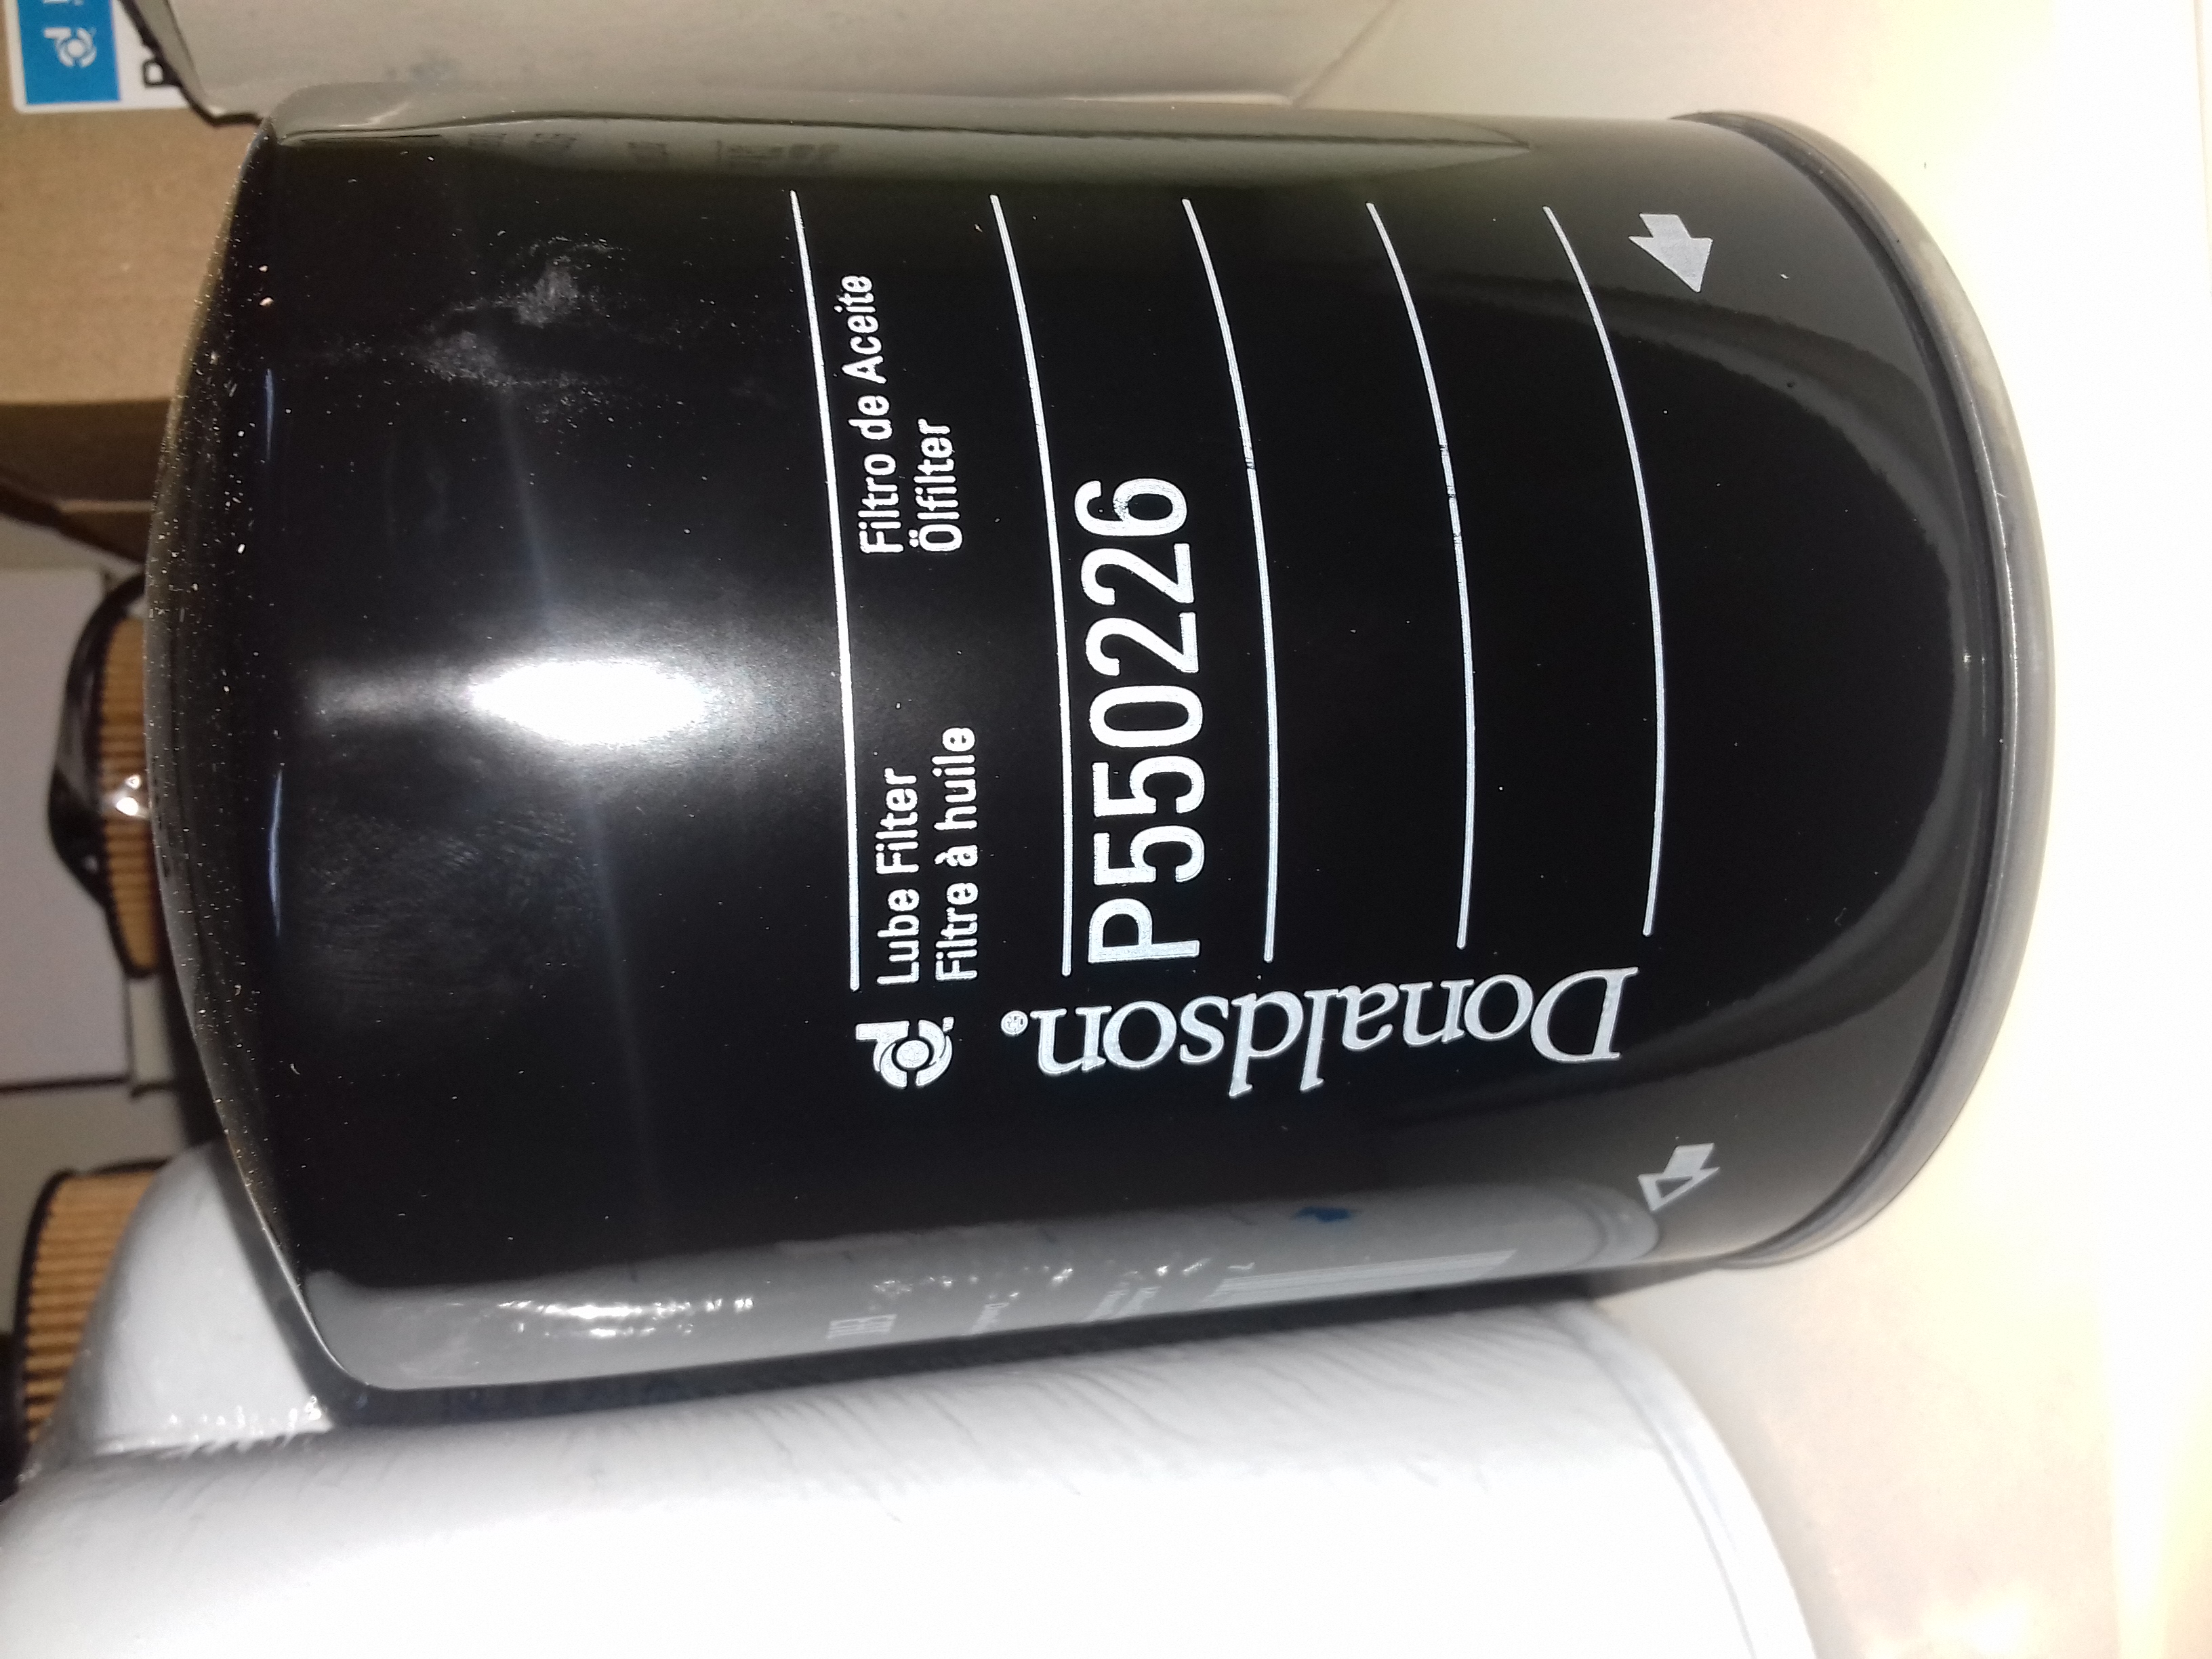 Lube Filter
Filtre à huile
Filtro de Aceite
Ölfilter
P550226
Donaldson®